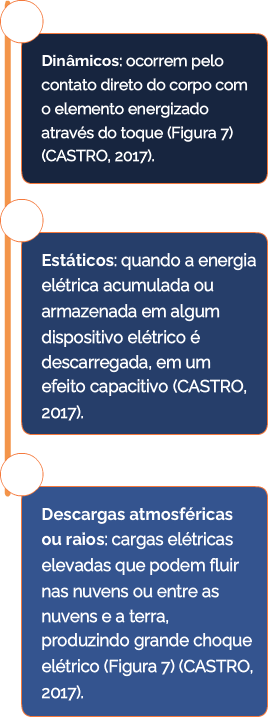 Dinâmicos: ocorrem pelo
contato direto do corpo com
o elemento energizado
através do toque (Figura 7)
(CASTRO, 2017).
Estáticos: quando a energia
elétrica acumulada ou
armazenada em algum
dispositivo elétrico é
descarregada, em um
efeito capacitivo (CASTRO,
2017).
Descargas atmosféricas
ou raios: cargas elétricas
elevadas que podem fluir
nas nuvens ou entre as
nuvens e a terra,
produzindo grande choque
elétrico (Figura 7) (CASTRO,
2017).